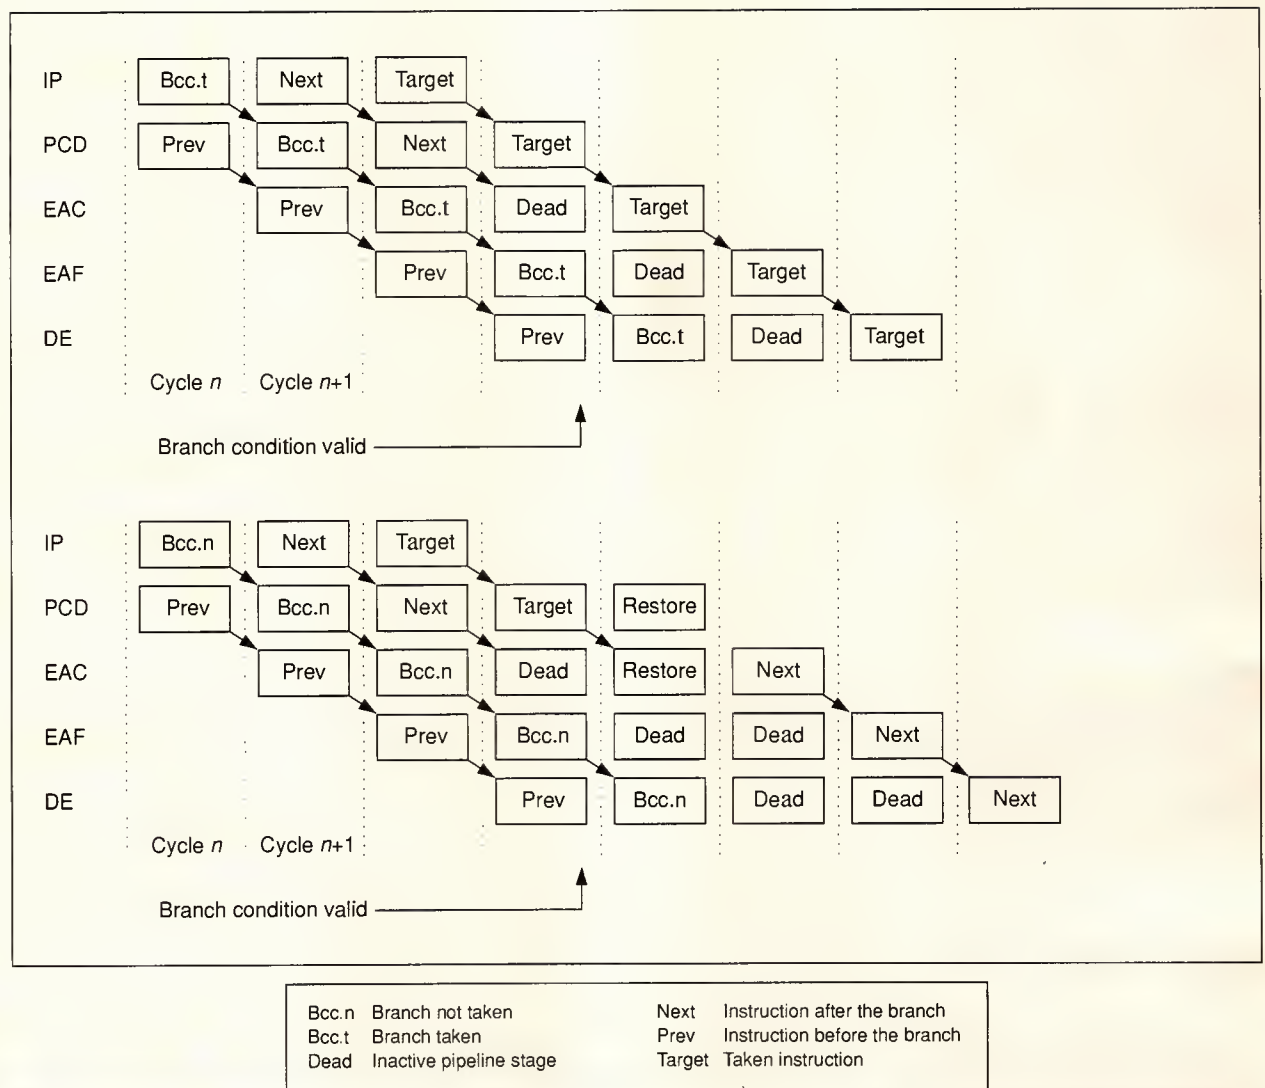 IP Bcc.t Next Target
PCD Prev Bcc.t Next Target
EAC Prev Bcc.t Dead Target
EAF Prev Bcc.t Dead Target
DE Prev Bcc.t Dead Target
Cycle n Cycle n+1
Branch condition valid
IP Bcc.n Next Target
PCD Prev Bcc.n Next Target Restore
EAC Prev Bcc.n Dead Restore Next
EAF Prev Bcc.n Dead Dead Next
DE Prev Bcc.n Dead Dead Next
Cycle n Cycle n+1
Branch condition valid
Bcc.n Branch not taken Next Instruction after the branch
Bcc.t Branch taken Prev Instruction before the branch
Dead Inactive pipeline stage Target Taken instruction